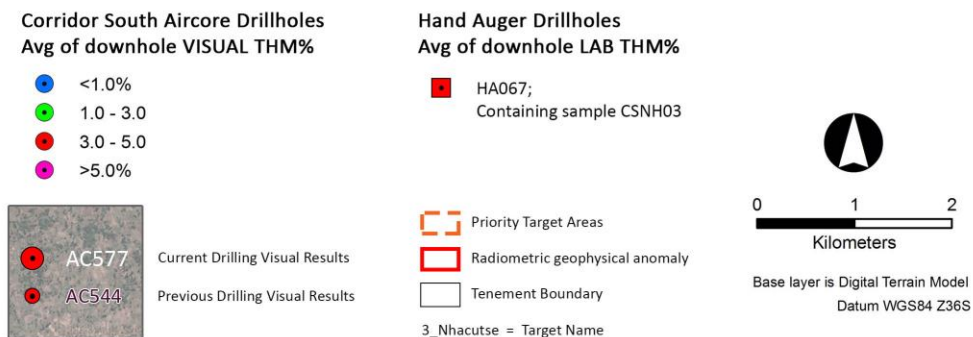 Corridor South Aircore Drillholes
Avg of downhole VISUAL THM%
<1.0%
1.0 - 3.0
3.0 - 5.0
>5.0%
AC577 Current Drilling Visual Results
AC544 Previous Drilling Visual Results
Hand Auger Drillholes
Avg of downhole LAB THM%
HA067;
Containing sample CSNH03
Priority Target Areas
Radiometric geophysical anomaly
Tenement Boundary
3_Nhacutse = Target Name
0 1 2
Kilometers
Base layer is Digital Terrain Model
Datum WGS84 Z36S